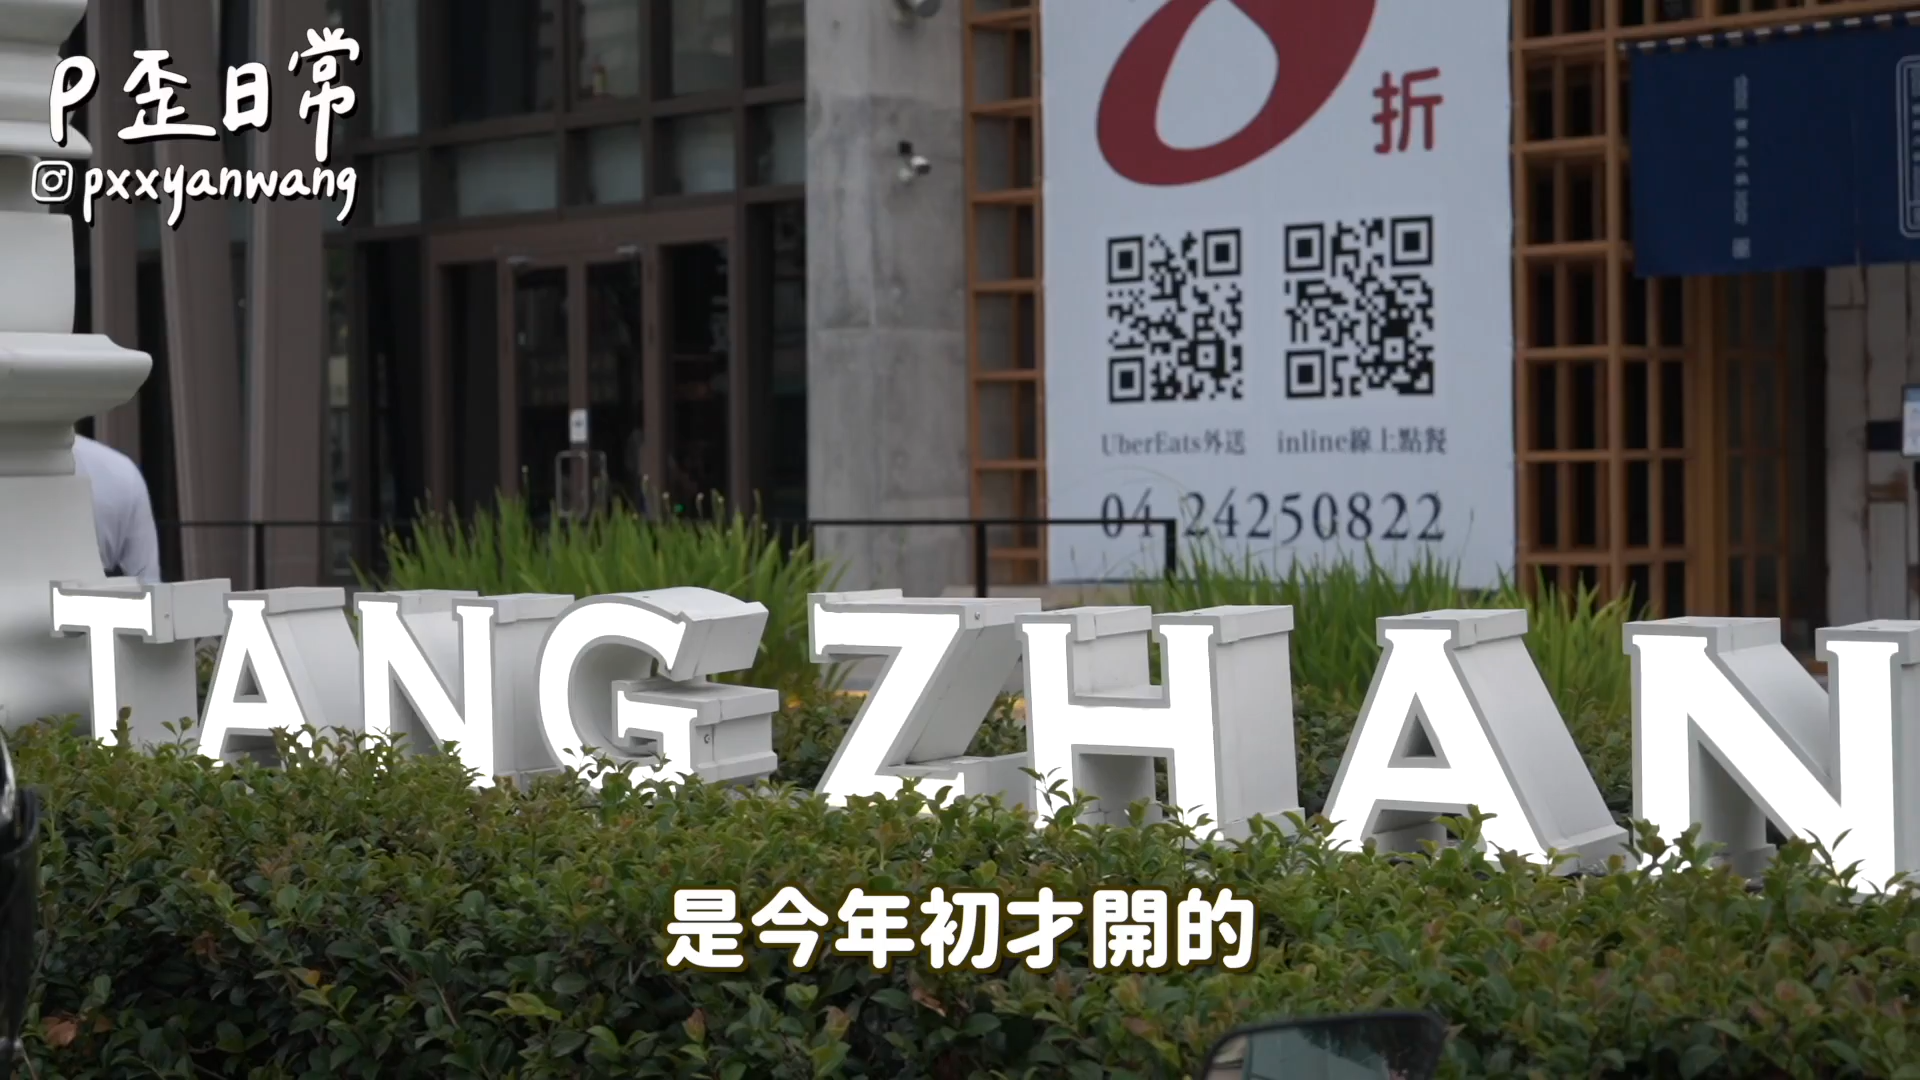 P歪日常
pxxyanwang
8折
UberEats外送 inline線上點餐
04 24250822
TANG ZHAN
是今年初才開的